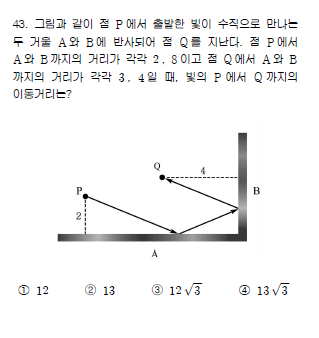 43. 그림과 같이 점 P에서 출발한 빛이 수직으로 만나는
두 거울 A와 B에 반사되어 점 Q를 지난다. 점 P에서
A와 B까지의 거리가 각각 2, 8이고 점 Q에서 A와 B
까지의 거리가 각각 3, 4일 때, 빛의 P에서 Q까지의
이동거리는?
Q
4
P
B
2
A
① 12 ② 13 ③ 12√3 ④ 13√3